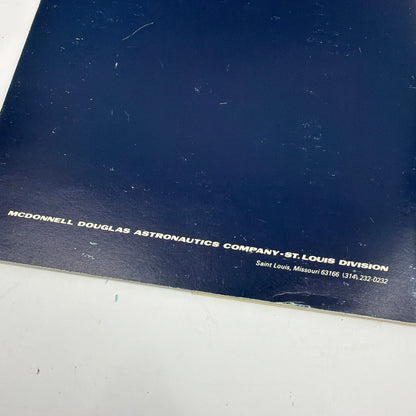 MCDONNELL DOUGLAS ASTRONAUTICS COMPANY-ST. LOUIS DIVISION
Saint Louis, Missouri 63166 (314) 232-0232